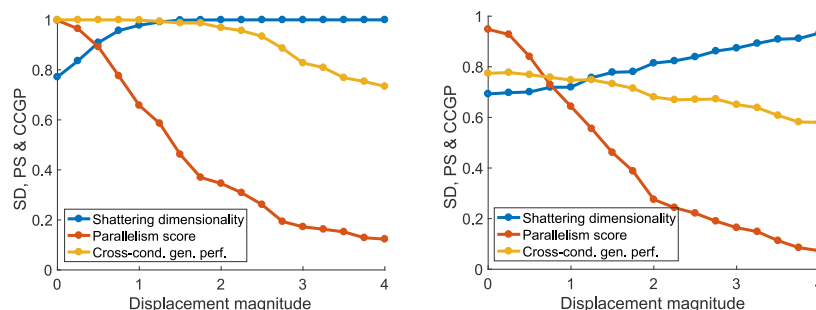 1
0.8
0.6
0.4
0.2
0
SD, PS & CCGP
Shattering dimensionality
Parallelism score
Cross-cond. gen. perf.
0 1 2 3 4
Displacement magnitude
1
0.8
0.6
0.4
0.2
0
SD, PS & CCGP
Shattering dimensionality
Parallelism score
Cross-cond. gen. perf.
0 1 2 3 4
Displacement magnitude